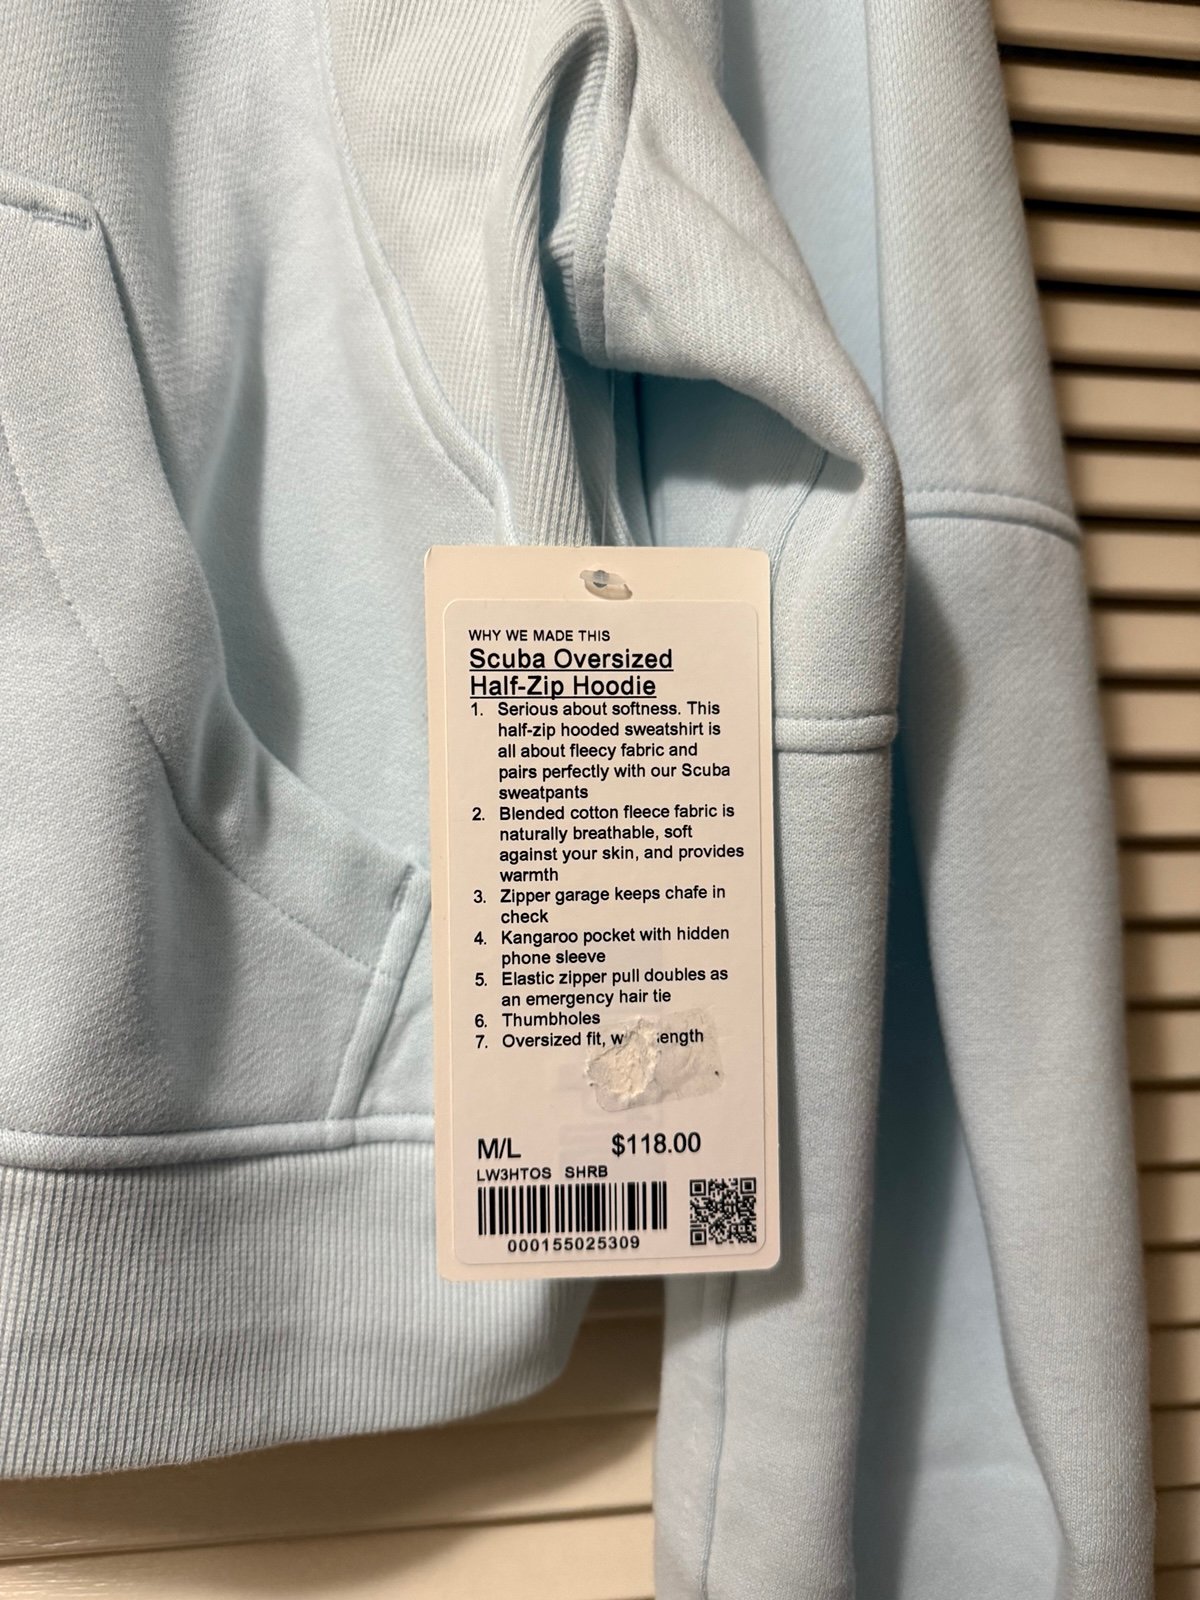 WHY WE MADE THIS
Scuba Oversized
Half-Zip Hoodie
1. Serious about softness. This
half-zip hooded sweatshirt is
all about fleecy fabric and
pairs perfectly with our Scuba
sweatpants
2. Blended cotton fleece fabric is
naturally breathable, soft
against your skin, and provides
warmth
3. Zipper garage keeps chafe in
check
4. Kangaroo pocket with hidden
phone sleeve
5. Elastic zipper pull doubles as
an emergency hair tie
6. Thumbholes
7. Oversized fit,
M/L $118.00
LW3HTOS SHRB
000155025309